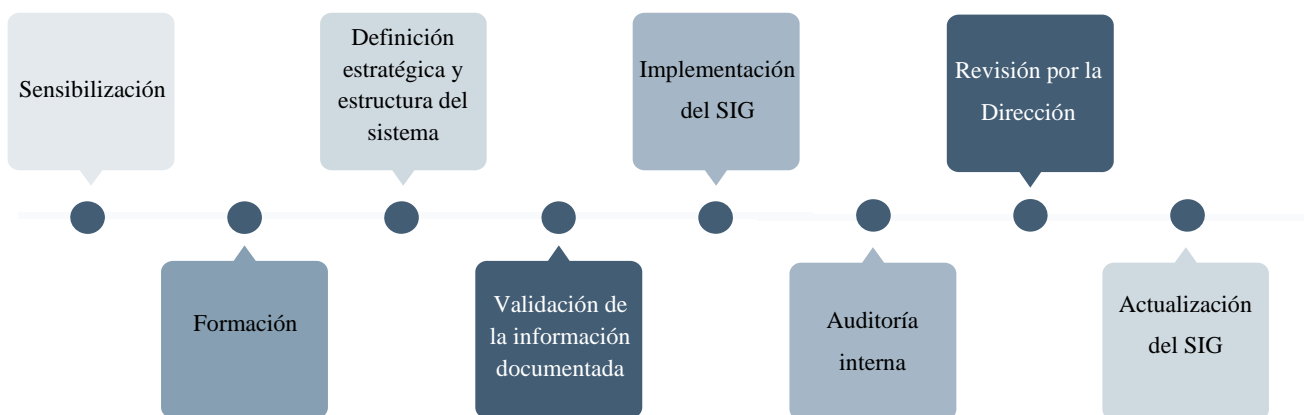 Sensibilización
Formación
Definición
estratégica y
estructura del
sistema
Validación de
la información
documentada
Implementación
del SIG
Auditoría
interna
Revisión por la
Dirección
Actualización
del SIG